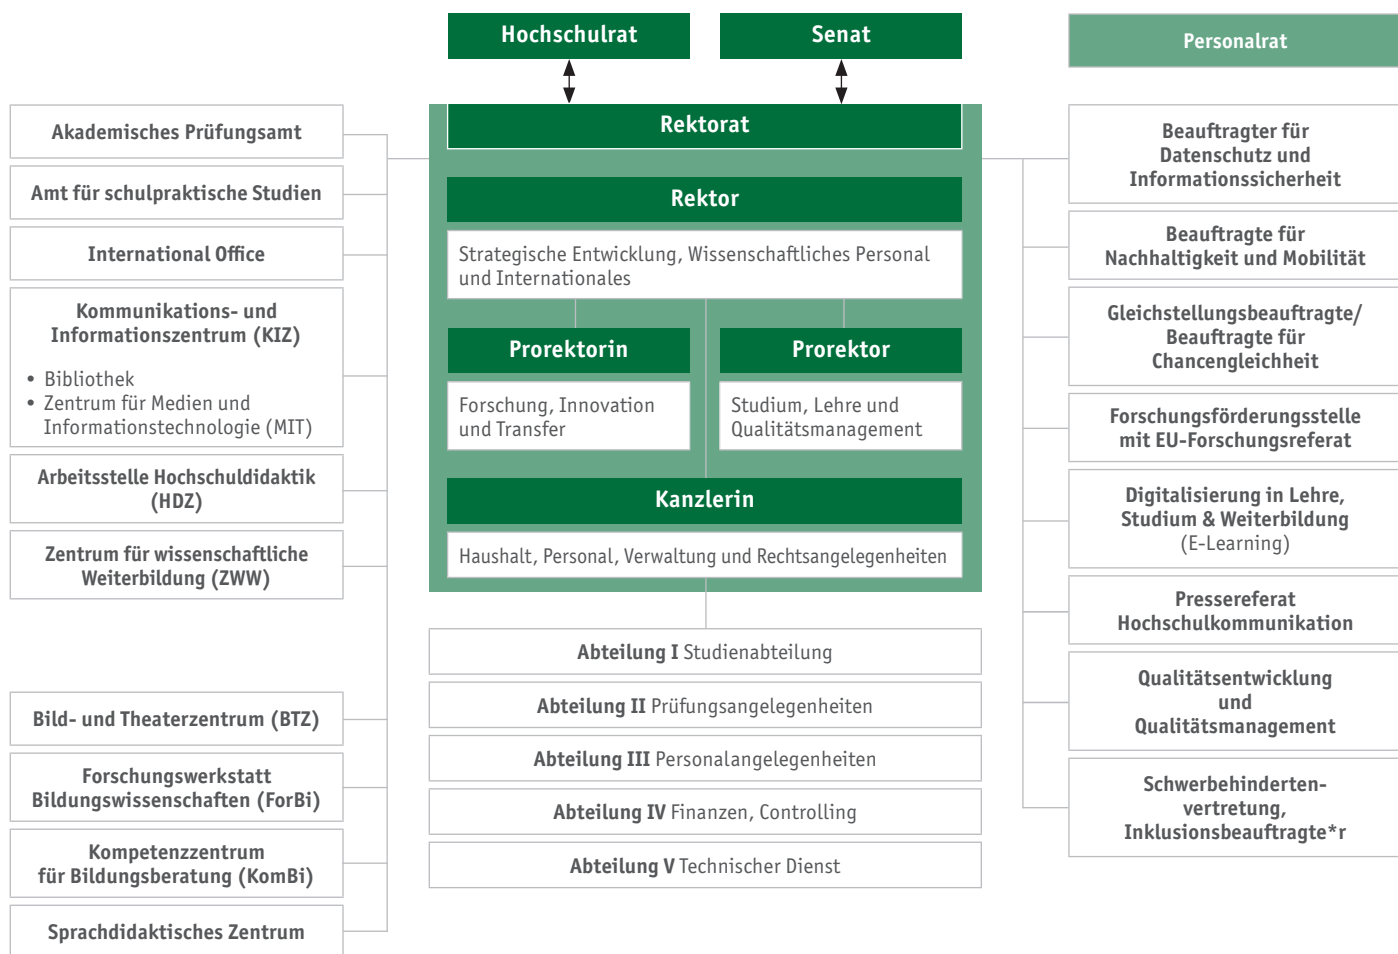 Hochschulrat
Senat
Personalrat
Akademisches Prüfungsamt
Amt für schulpraktische Studien
International Office
Kommunikations- und
Informationszentrum (KIZ)
• Bibliothek
• Zentrum für Medien und
Informationstechnologie (MIT)
Arbeitsstelle Hochschuldidaktik
(HDZ)
Zentrum für wissenschaftliche
Weiterbildung (ZWW)
Bild- und Theaterzentrum (BTZ)
Forschungswerkstatt
Bildungswissenschaften (ForBi)
Kompetenzzentrum
für Bildungsberatung (KomBi)
Sprachdidaktisches Zentrum
Rektorat
Rektor
Strategische Entwicklung, Wissenschaftliches Personal
und Internationales
Prorektorin
Forschung, Innovation
und Transfer
Prorektor
Studium, Lehre und
Qualitätsmanagement
Kanzlerin
Haushalt, Personal, Verwaltung und Rechtsangelegenheiten
Abteilung I Studienabteilung
Abteilung II Prüfungsangelegenheiten
Abteilung III Personalangelegenheiten
Abteilung IV Finanzen, Controlling
Abteilung V Technischer Dienst
Beauftragter für
Datenschutz und
Informationssicherheit
Beauftragte für
Nachhaltigkeit und Mobilität
Gleichstellungsbeauftragte/
Beauftragte für
Chancengleichheit
Forschungsförderungsstelle
mit EU-Forschungsreferat
Digitalisierung in Lehre,
Studium & Weiterbildung
(E-Learning)
Pressereferat
Hochschulkommunikation
Qualitätsentwicklung
und
Qualitätsmanagement
Schwerbehinderten-
vertretung,
Inklusionsbeauftragte*r